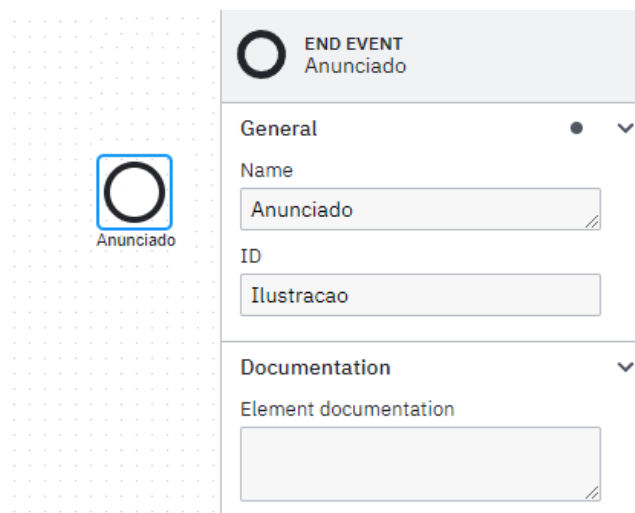 END EVENT
Anunciado
General
Name
Anunciado
Anunciado
ID
Ilustracao
Documentation
Element documentation